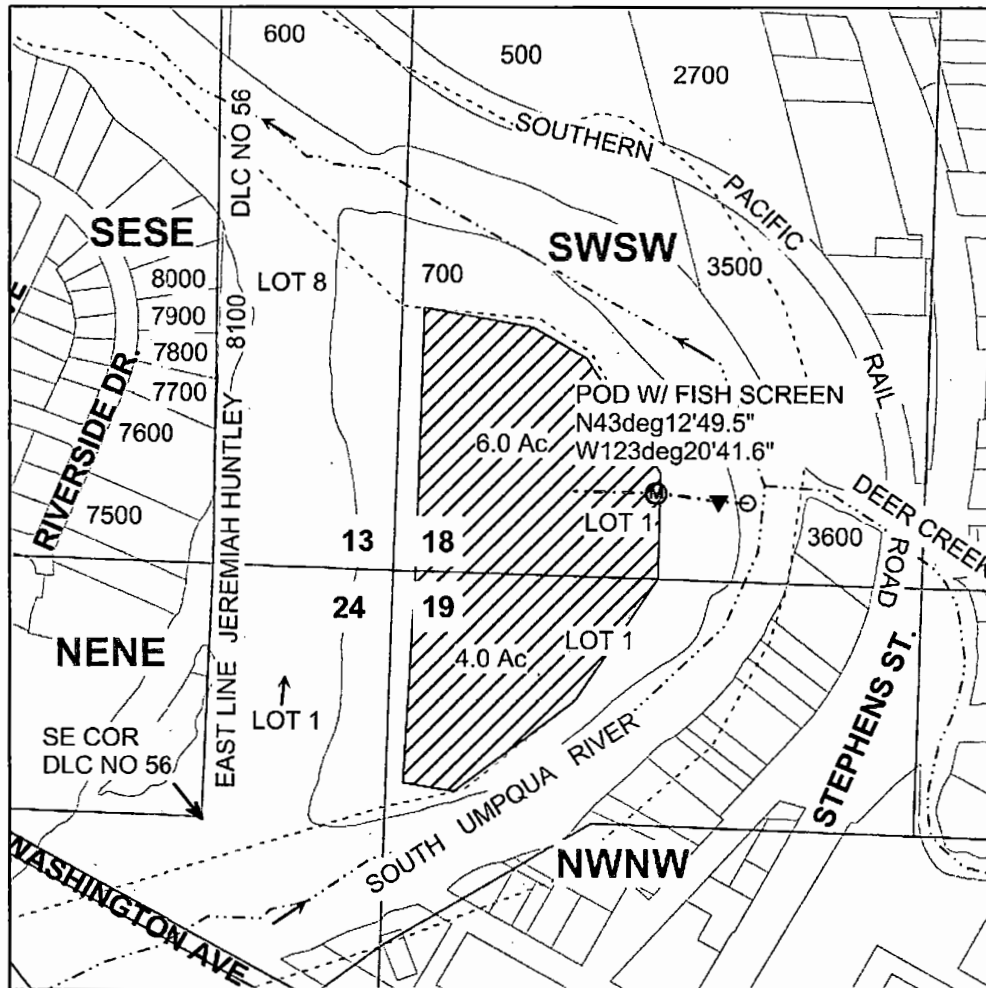 600
500
2700
DLC NO 56
SOUTHERN PACIFIC RAIL ROAD
SESE
SWSW
8000
LOT 8
700
3500
7900
8100
7800
7700
RIVERSIDE DR.
7600
POD W/ FISH SCREEN
N43deg12'49.5"
W123deg20'41.6"
6.0 Ac
M
7500
LOT 1
DEER CREEK
3600
13
18
24
19
EAST LINE JEREMIAH HUNTLEY
NENE
4.0 Ac
LOT 1
LOT 1
SE COR
DLC NO 56
STEPHENS ST.
SOUTH UMPQUA RIVER
NWNW
WASHINGTON AVE